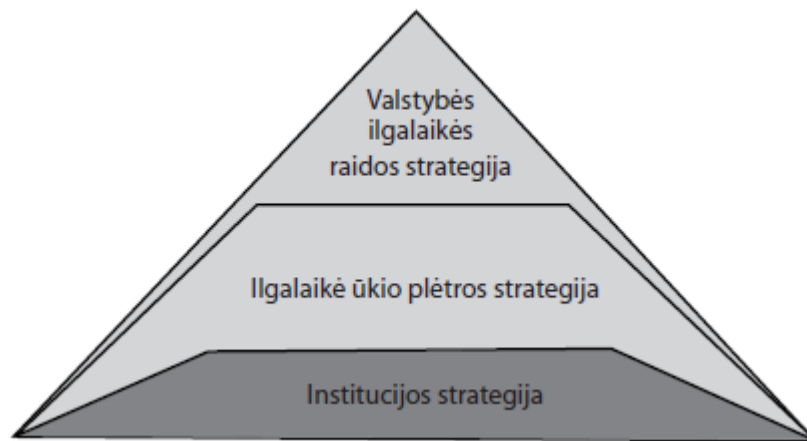 Valstybės
ilgalaikės
raidos strategija
Ilgalaikė ūkio plėtros strategija
Institucijos strategija